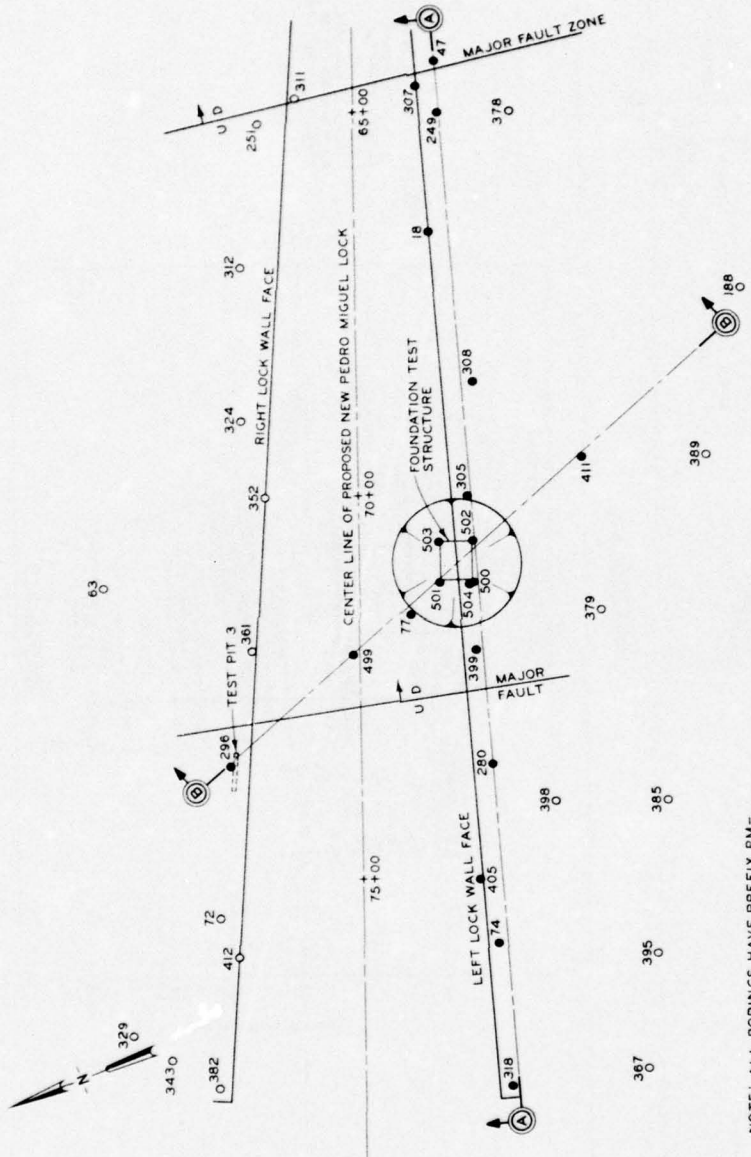 A
47
MAJOR FAULT ZONE
311
U D
251
307
249
378
65+00
18
312
RIGHT LOCK WALL FACE
CENTER LINE OF PROPOSED NEW PEDRO MIGUEL LOCK
188
B
308
324
FOUNDATION TEST
STRUCTURE
411
389
352
70+00
305
503
502
63
501
504
500
77
379
361
499
399
TEST PIT 3
MAJOR
FAULT
U D
296
B
280
398
385
LEFT LOCK WALL FACE
405
75+00
72
74
412
395
N
329
343
382
318
367
A
NOTE: ALL BORINGS HAVE PREFIX PM-